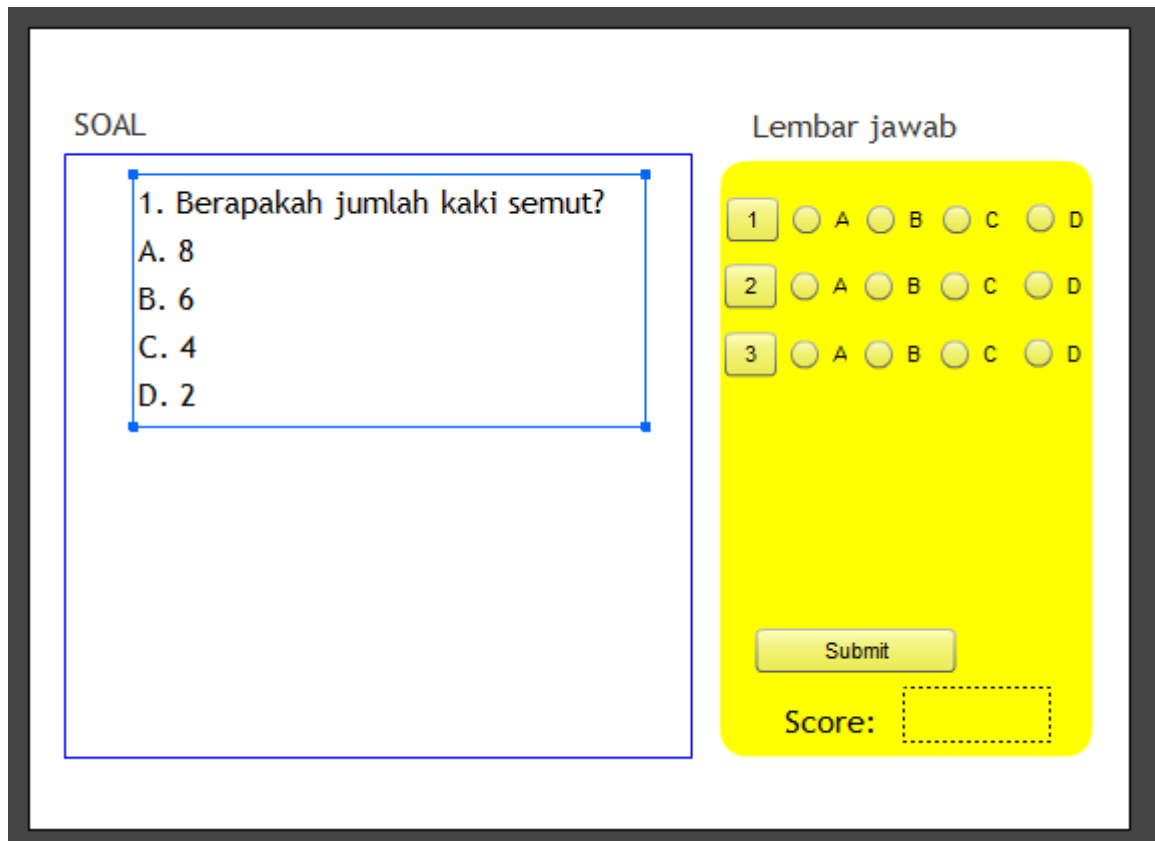 SOAL
1. Berapakah jumlah kaki semut?
A. 8
B. 6
C. 4
D. 2
Lembar jawab
1 A B C D
2 A B C D
3 A B C D
Submit
Score: